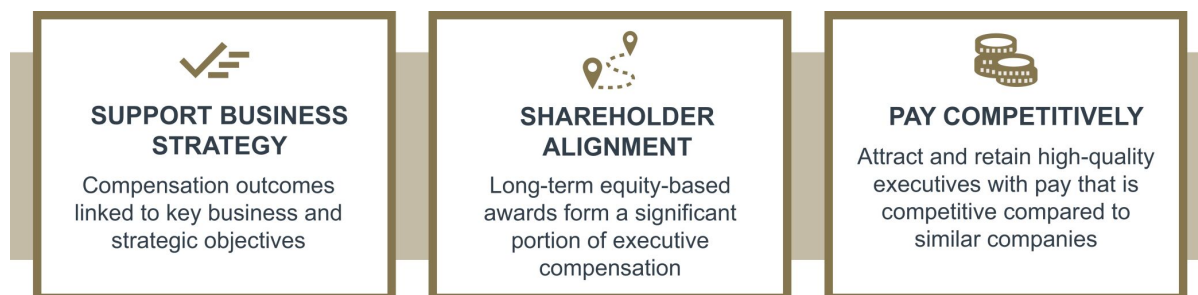 SUPPORT BUSINESS
STRATEGY
Compensation outcomes
linked to key business and
strategic objectives
SHAREHOLDER
ALIGNMENT
Long-term equity-based
awards form a significant
portion of executive
compensation
PAY COMPETITIVELY
Attract and retain high-quality
executives with pay that is
competitive compared to
similar companies